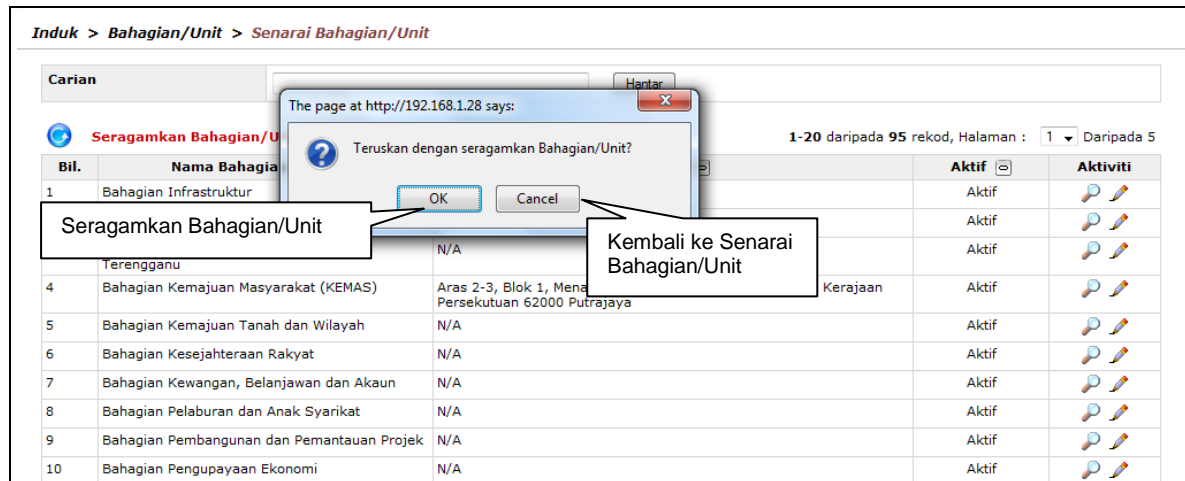 Induk > Bahagian/Unit > Senarai Bahagian/Unit
Carian
Hantar
The page at http://192.168.1.28 says:
Teruskan dengan seragamkan Bahagian/Unit?
OK Cancel
Seragamkan Bahagian/U
1-20 daripada 95 rekod, Halaman : 1 Daripada 5
Bil. Nama Bahagia Aktif Aktiviti
1 Bahagian Infrastruktur Aktif
Seragamkan Bahagian/Unit
Kembali ke Senarai
Bahagian/Unit
Aktif
N/A Aktif
Terengganu
4 Bahagian Kemajuan Masyarakat (KEMAS) Aras 2-3, Blok 1, Mena Kerajaan Aktif
Persekutuan 62000 Putrajaya
5 Bahagian Kemajuan Tanah dan Wilayah N/A Aktif
6 Bahagian Kesejahteraan Rakyat N/A Aktif
7 Bahagian Kewangan, Belanjawan dan Akaun N/A Aktif
8 Bahagian Pelaburan dan Anak Syarikat N/A Aktif
9 Bahagian Pembangunan dan Pemantauan Projek N/A Aktif
10 Bahagian Pengupayaan Ekonomi N/A Aktif